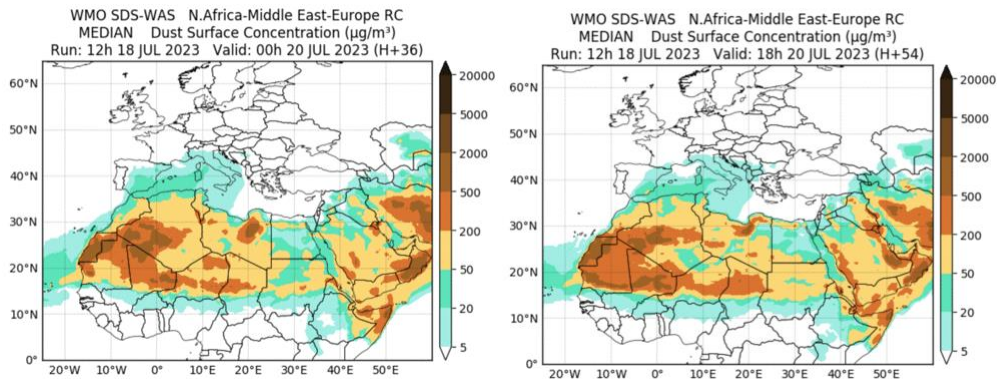 WMO SDS-WAS N.Africa-Middle East-Europe RC
MEDIAN Dust Surface Concentration (µg/m³)
Run: 12h 18 JUL 2023 Valid: 00h 20 JUL 2023 (H+36)
60°N
50°N
40°N
30°N
20°N
10°N
0°
20°W
10°W
0°
10°E
20°E
30°E
40°E
50°E
20000
5000
2000
500
200
50
20
5
WMO SDS-WAS N.Africa-Middle East-Europe RC
MEDIAN Dust Surface Concentration (µg/m³)
Run: 12h 18 JUL 2023 Valid: 18h 20 JUL 2023 (H+54)
60°N
50°N
40°N
30°N
20°N
10°N
0°
20°W
10°W
0°
10°E
20°E
30°E
40°E
50°E
20000
5000
2000
500
200
50
20
5